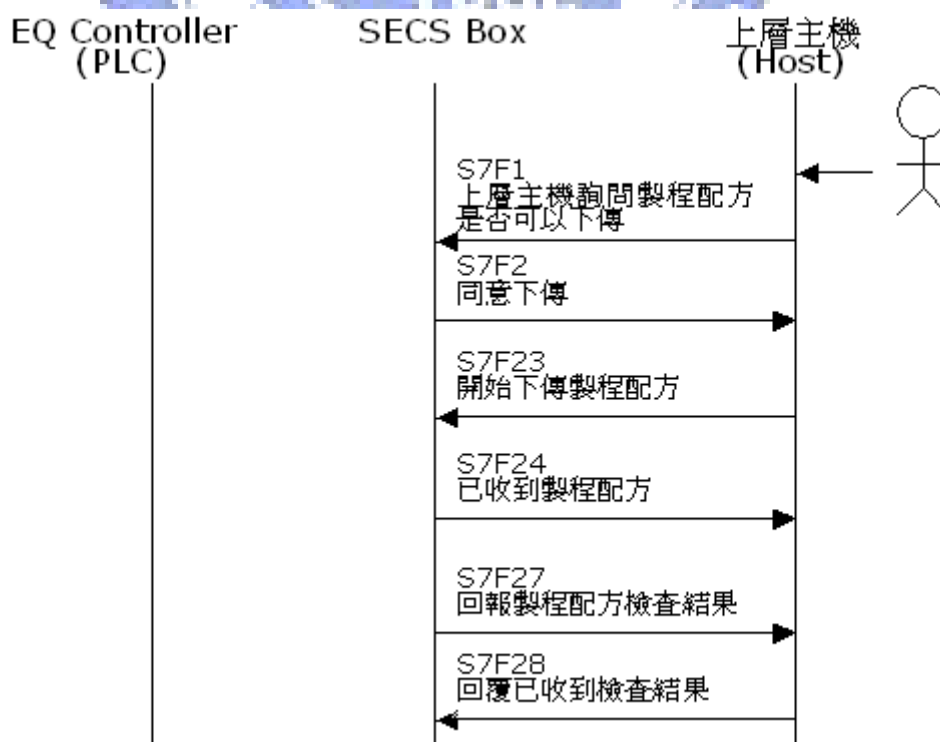 EQ Controller
(PLC)
SECS Box
上層主機
(Host)
S7F1
上層主機詢問製程配方
是否可以下傳
S7F2
同意下傳
S7F23
開始下傳製程配方
S7F24
已收到製程配方
S7F27
回報製程配方檢查結果
S7F28
回覆已收到檢查結果